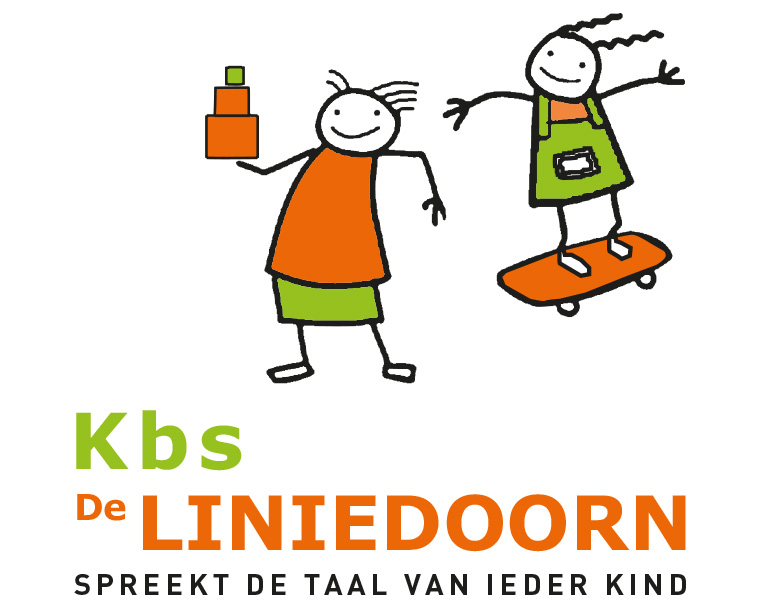 Kbs
De LINIEDOORN
SPREEKT DE TAAL VAN IEDER KIND